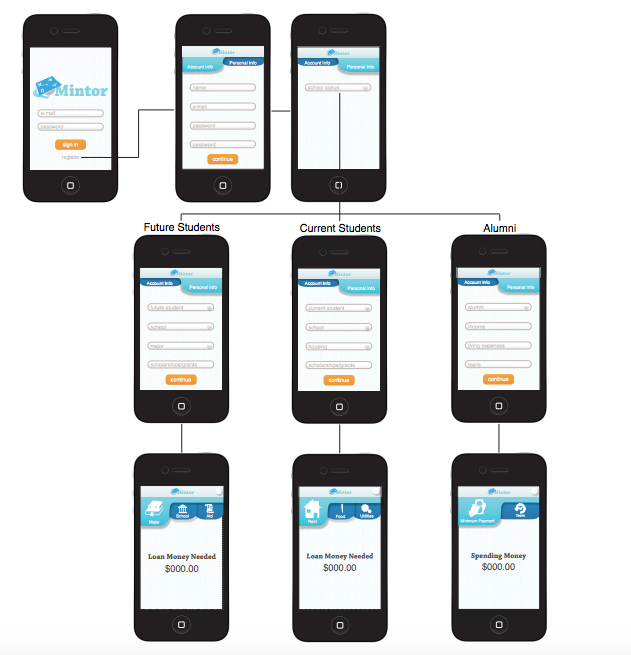 Mintor
e-mail
password
sign in
register
Mintor
Account Info
Personal Info
name
e-mail
password
password
continue
Mintor
Account Info
Personal Info
school status
Future Students
Current Students
Alumni
Mintor
Account Info
Personal Info
future student
school
major
scholarships/grants
continue
Mintor
Account Info
Personal Info
current student
school
housing
scholarships/grants
continue
Mintor
Account Info
Personal Info
alumni
income
living expenses
loans
continue
Mintor
Major
School
Aid
Loan Money Needed
$000.00
Mintor
Rent
Food
Utilities
Loan Money Needed
$000.00
Mintor
Minimum Payment
Spending Money
$000.00